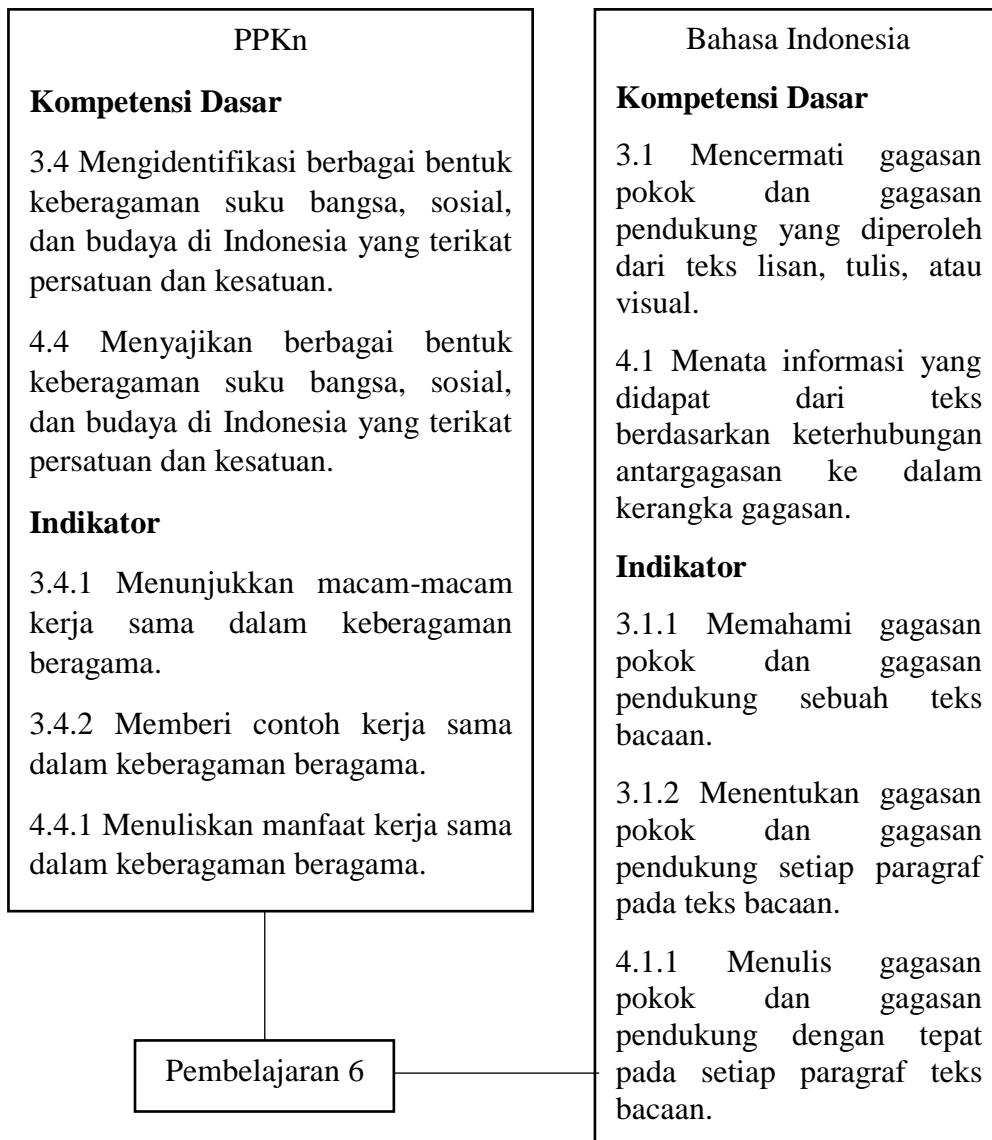 PPKn
Kompetensi Dasar
3.4 Mengidentifikasi berbagai bentuk
keberagaman suku bangsa, sosial,
dan budaya di Indonesia yang terikat
persatuan dan kesatuan.
4.4 Menyajikan berbagai bentuk
keberagaman suku bangsa, sosial,
dan budaya di Indonesia yang terikat
persatuan dan kesatuan.
Indikator
3.4.1 Menunjukkan macam-macam
kerja sama dalam keberagaman
beragama.
3.4.2 Memberi contoh kerja sama
dalam keberagaman beragama.
4.4.1 Menuliskan manfaat kerja sama
dalam keberagaman beragama.
Bahasa Indonesia
Kompetensi Dasar
3.1 Mencermati gagasan
pokok dan gagasan
pendukung yang diperoleh
dari teks lisan, tulis, atau
visual.
4.1 Menata informasi yang
didapat dari teks
berdasarkan keterhubungan
antargagasan ke dalam
kerangka gagasan.
Indikator
3.1.1 Memahami gagasan
pokok dan gagasan
pendukung sebuah teks
bacaan.
3.1.2 Menentukan gagasan
pokok dan gagasan
pendukung setiap paragraf
pada teks bacaan.
4.1.1 Menulis gagasan
pokok dan gagasan
pendukung dengan tepat
pada setiap paragraf teks
bacaan.
Pembelajaran 6